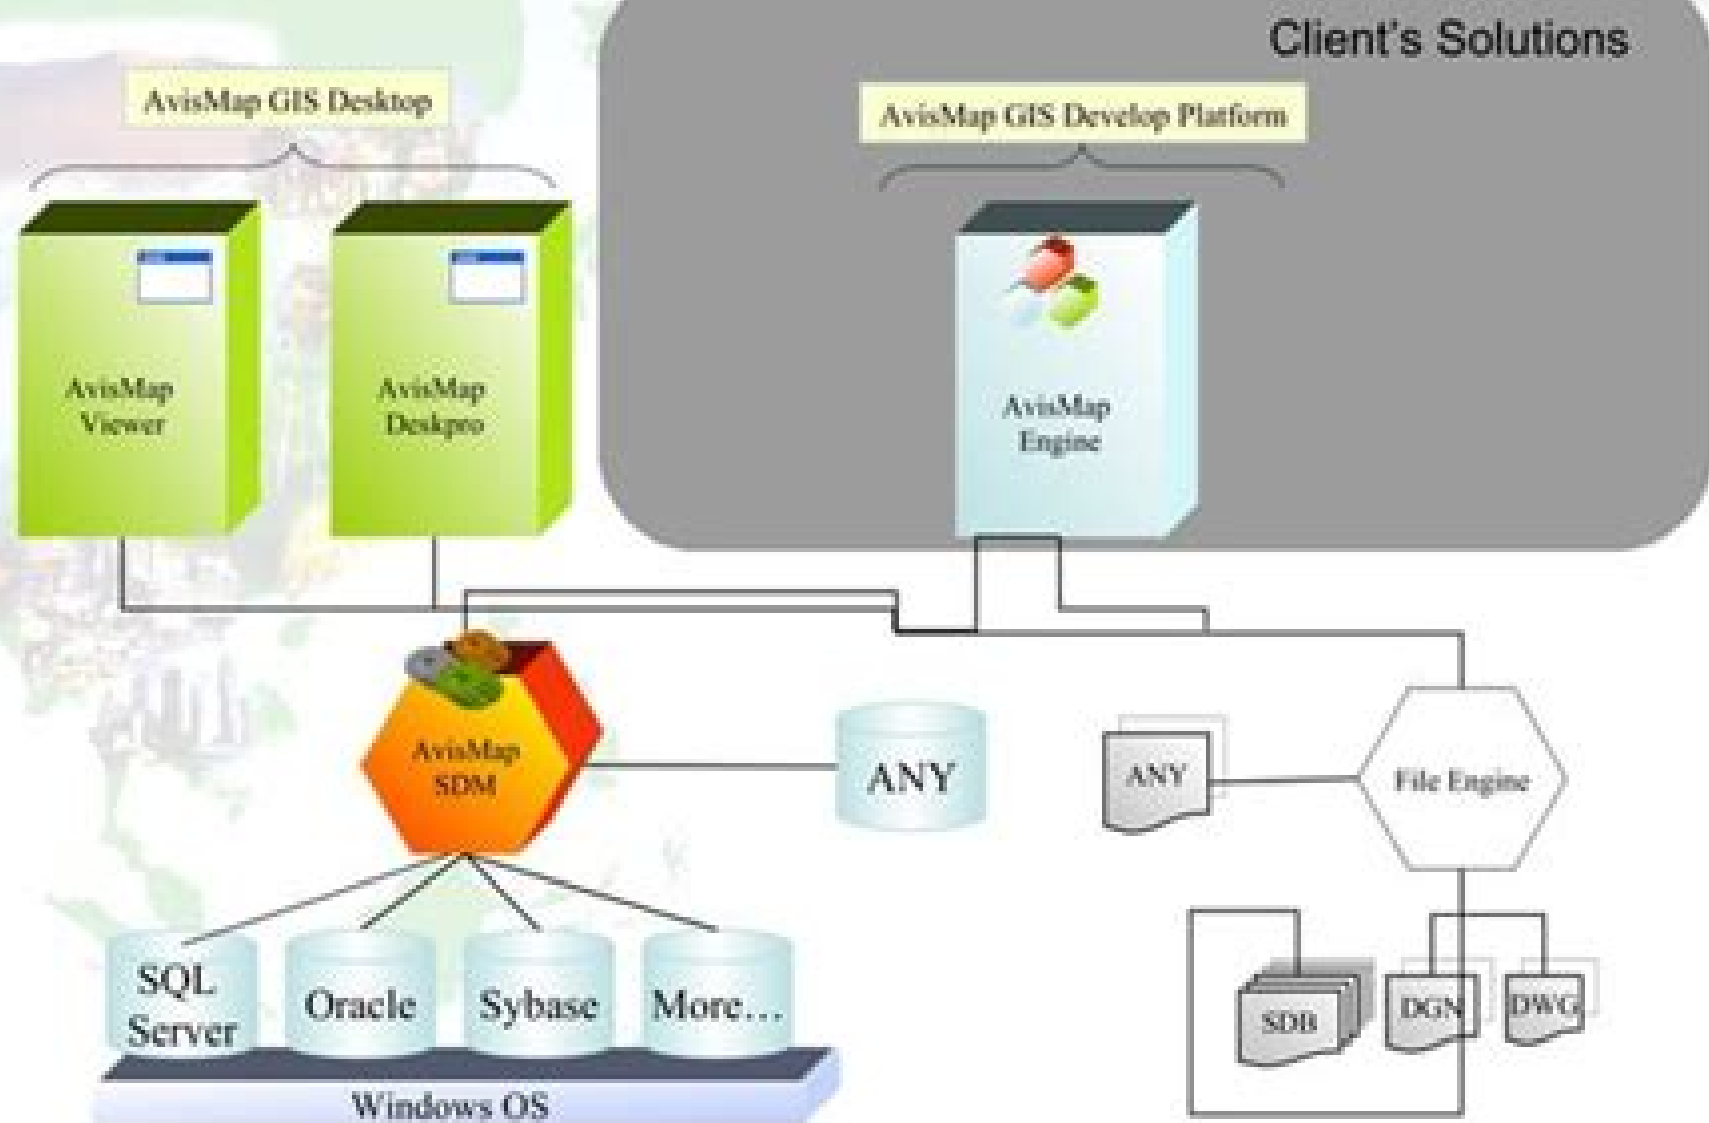 Client's Solutions
AvisMap GIS Desktop
AvisMap GIS Develop Platform
AvisMap
Viewer
AvisMap
Deskpro
AvisMap
Engine
AvisMap
SDM
ANY
ANY
File Engine
SQL
Server
Oracle
Sybase
More...
SDB
DGN
DWG
Windows OS